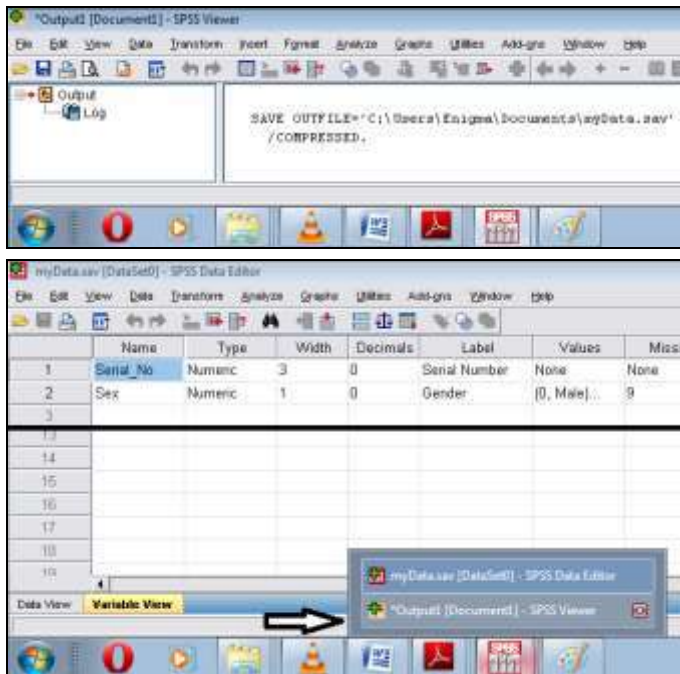 *Output1 [Document1] - SPSS Viewer
File Edit View Data Transform Insert Format Analyze Graphs Utilities Add-ons Window Help
Output
Log
SAVE OUTFILE='C:\Users\Enigma\Documents\myData.sav'
/COMPRESSED.
SPSS
myData.sav [DataSet0] - SPSS Data Editor
File Edit View Data Transform Analyze Graphs Utilities Add-ons Window Help
Name Type Width Decimals Label Values Miss
1 Serial_No Numeric 3 0 Serial Number None None
2 Sex Numeric 1 0 Gender {0, Male}... 9
3
13
14
15
16
17
18
19
myData.sav [DataSet0] - SPSS Data Editor
Data View Variable View
*Output1 [Document1] - SPSS Viewer
SPSS